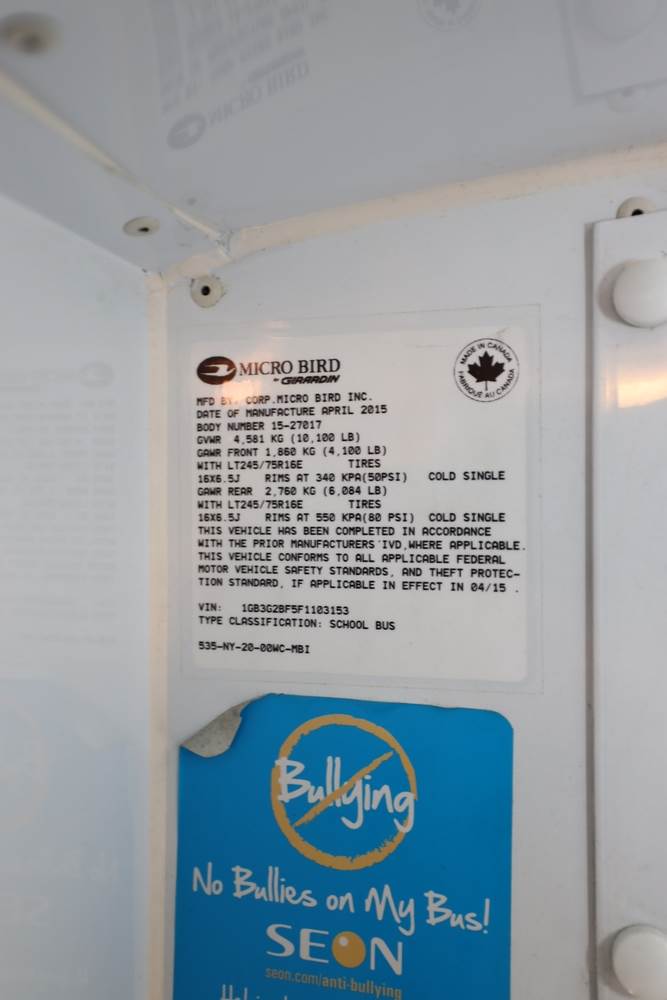 MICRO BIRD
MICRO BIRD
by GIRARDIN
MADE IN CANADA
FABRIQUE AU CANADA
MFD BY. CORP.MICRO BIRD INC.
DATE OF MANUFACTURE APRIL 2015
BODY NUMBER 15-27017
GVWR 4,581 KG (10,100 LB)
GAWR FRONT 1,860 KG (4,100 LB)
WITH LT245/75R16E TIRES
16X6.5J RIMS AT 340 KPA(50PSI) COLD SINGLE
GAWR REAR 2,760 KG (6,084 LB)
WITH LT245/75R16E TIRES
16X6.5J RIMS AT 550 KPA(80 PSI) COLD SINGLE
THIS VEHICLE HAS BEEN COMPLETED IN ACCORDANCE
WITH THE PRIOR MANUFACTURERS'IVD,WHERE APPLICABLE.
THIS VEHICLE CONFORMS TO ALL APPLICABLE FEDERAL
MOTOR VEHICLE SAFETY STANDARDS, AND THEFT PROTEC-
TION STANDARD, IF APPLICABLE IN EFFECT IN 04/15 .
VIN: 1GB3G2BF5F1103153
TYPE CLASSIFICATION: SCHOOL BUS
535-NY-20-00WC-MBI
Bullying
No Bullies on My Bus!
SEON
seon.com/anti-bullying